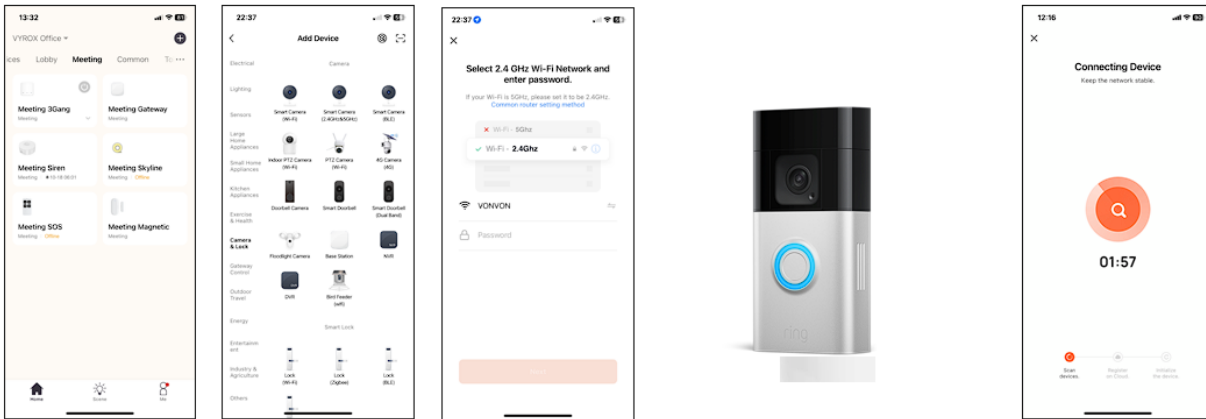 13:32
VYROX Office
ces Lobby Meeting Common To
Meeting 3Gang
Meeting
Meeting Gateway
Meeting
Meeting Siren
Meeting
Meeting Skyline
Meeting Offline
Meeting SOS
Meeting Offline
Meeting Magnetic
Meeting
Home
Scene
Me
22:37
Add Device
Electrical
Lighting
Sensors
Large
Home
Appliances
Small Home
Appliances
Kitchen
Appliances
Exercise
& Health
Camera
& Lock
Gateway
Control
Outdoor
Travel
Energy
Entertainm
ent
Industry &
Agriculture
Others
Camera
Smart Camera
(Wi-Fi)
Smart Camera
(2.4GHz&5GHz)
Smart Camera
(BLE)
Indoor PTZ Camera
(Wi-Fi)
PTZ Camera
(Wi-Fi)
4G Camera
(4G)
Doorbell Camera
Smart Doorbell
Smart Doorbell
(Dual Band)
Floodlight Camera
Base Station
NVR
DVR
Bird Feeder
(wifi)
Smart Lock
Lock
(Wi-Fi)
Lock
(Zigbee)
Lock
(BLE)
22:37
Select 2.4 GHz Wi-Fi Network and
enter password.
If your Wi-Fi is 5GHz, please set it to be 2.4GHz.
Common router setting method
Wi-Fi - 5Ghz
Wi-Fi - 2.4Ghz
VONVON
Password
ring
12:16
Connecting Device
Keep the network stable.
01:57
Scan
devices.
Register
on Cloud.
Initialize
the device.